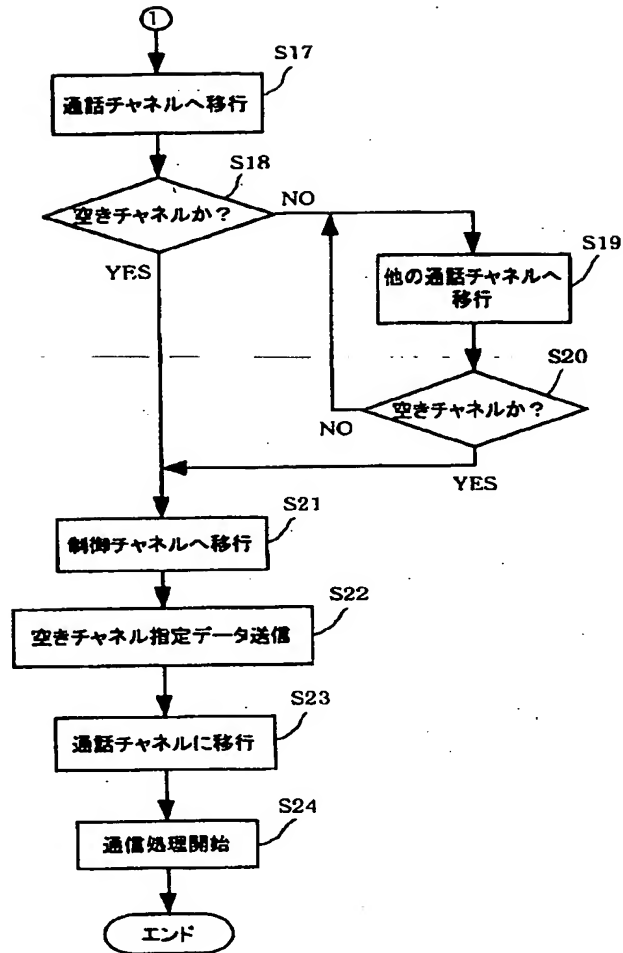 1
S17
通話チャネルへ移行
S18
空きチャネルか?
NO
YES
S19
他の通話チャネルへ
移行
S20
空きチャネルか?
NO
YES
S21
制御チャネルへ移行
S22
空きチャネル指定データ送信
S23
通話チャネルに移行
S24
通信処理開始
エンド